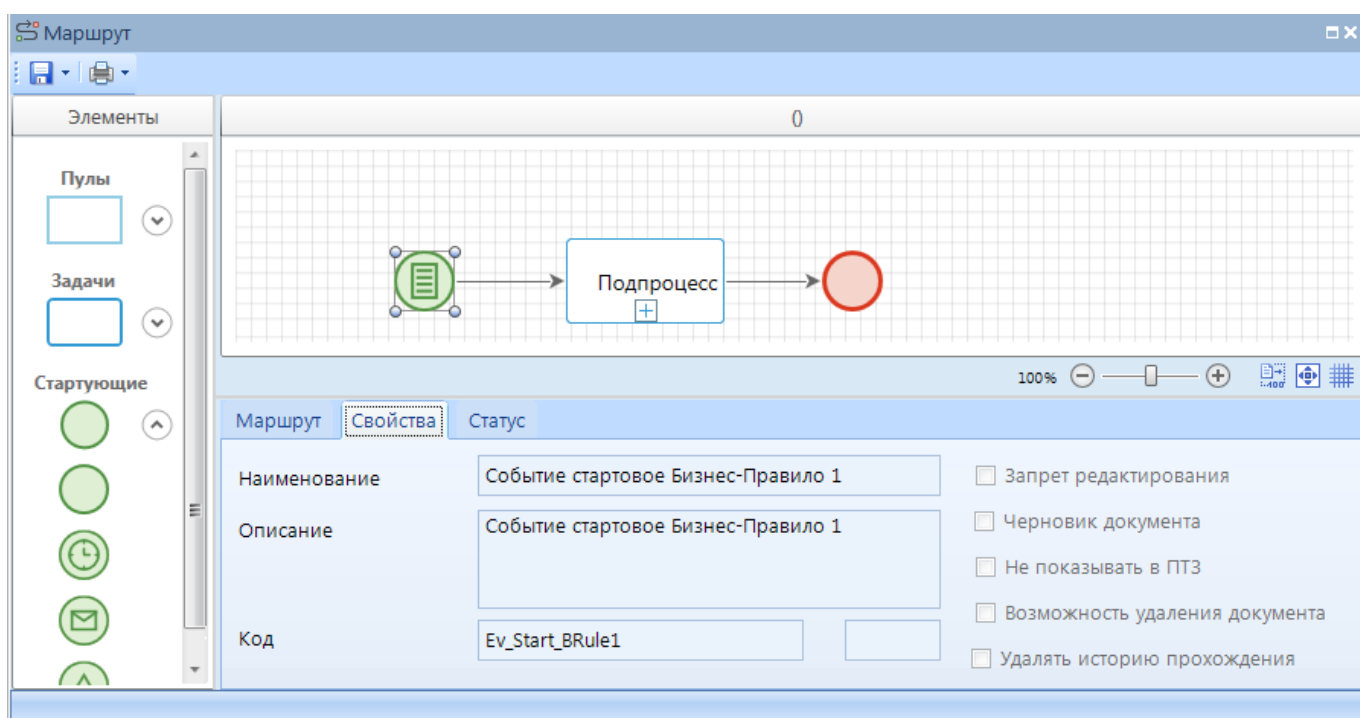 Маршрут
Элементы
()
Пулы
Задачи
Стартующие
Подпроцесс
100%
Маршрут Свойства Статус
Наименование Событие стартовое Бизнес-Правило 1 Запрет редактирования
Описание Событие стартовое Бизнес-Правило 1 Черновик документа
Не показывать в ПТЗ
Возможность удаления документа
Код Ev_Start_BRule1
Удалять историю прохождения